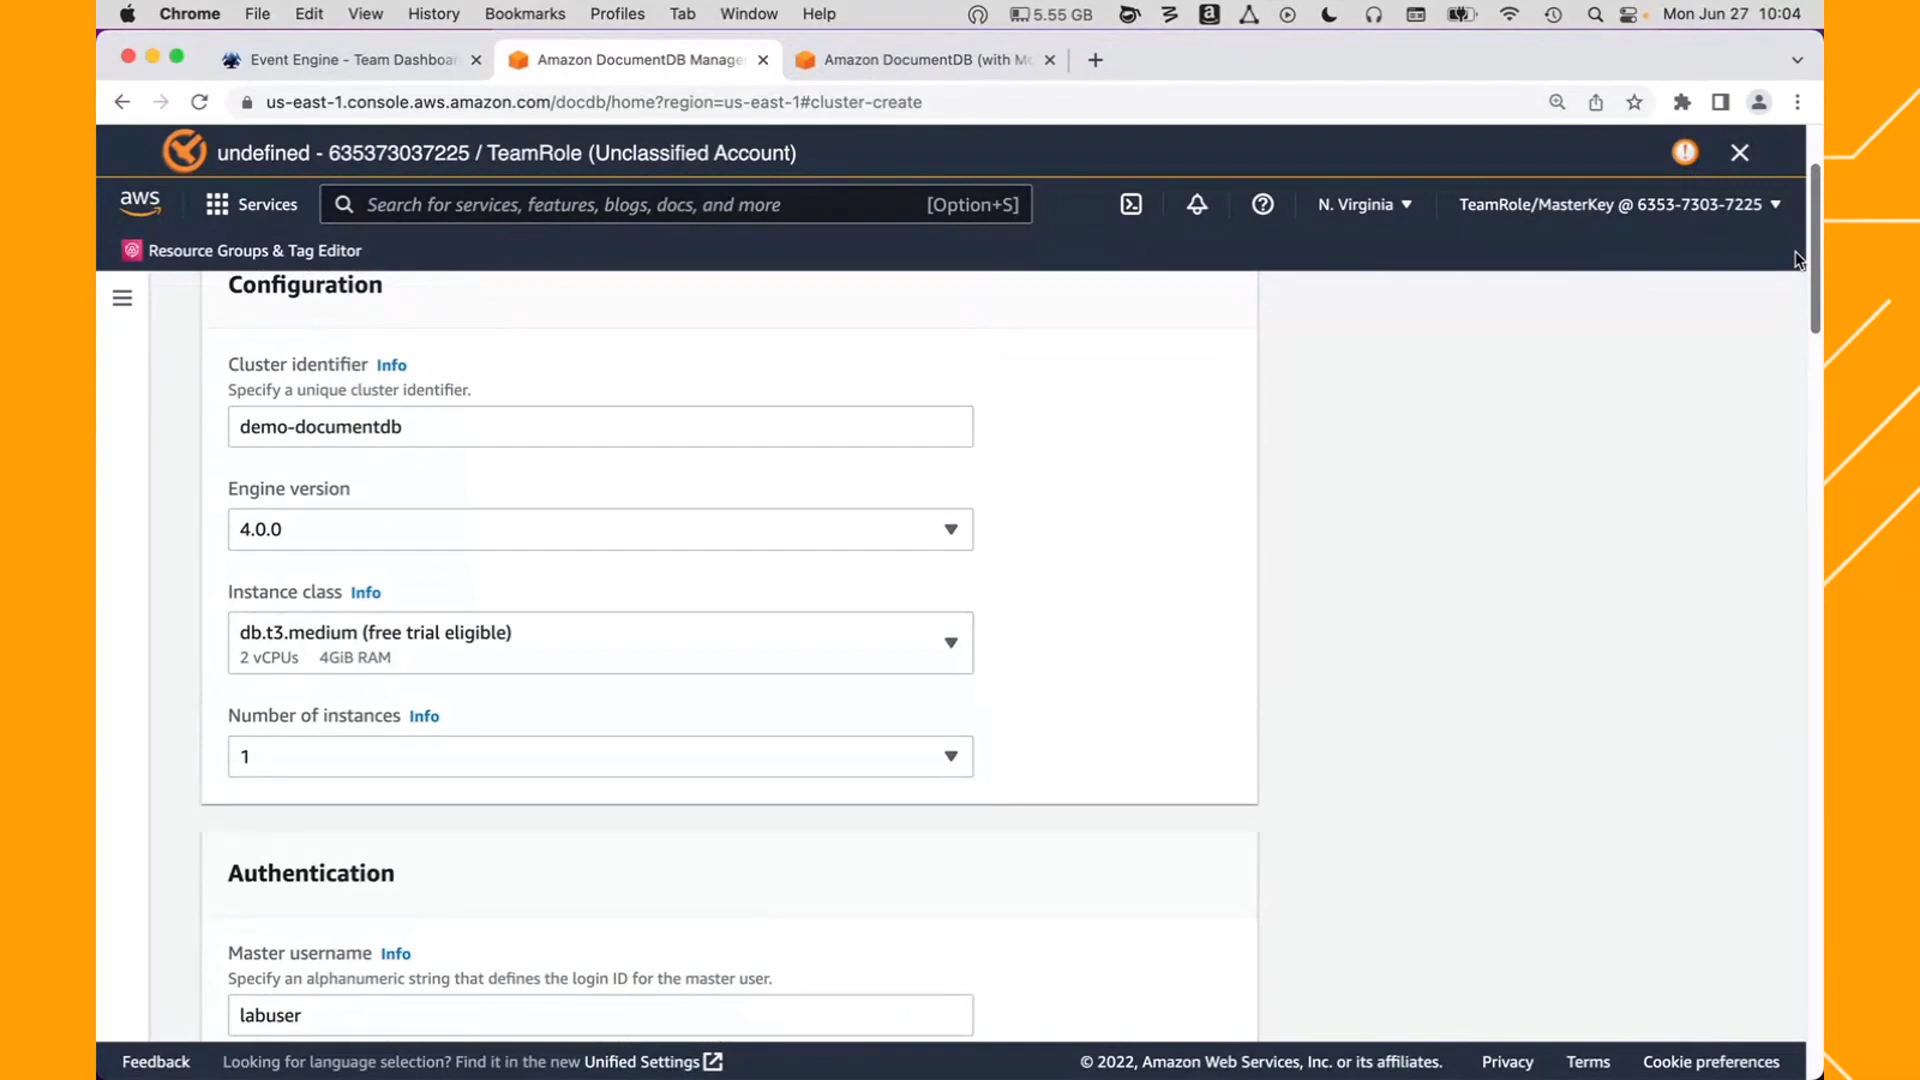 Chrome File Edit View History Bookmarks Profiles Tab Window Help 5.55 GB Mon Jun 27 10:04
Event Engine - Team Dashboar
Amazon DocumentDB Manage
Amazon DocumentDB (with Mo
us-east-1.console.aws.amazon.com/docdb/home?region=us-east-1#cluster-create
undefined - 635373037225 / TeamRole (Unclassified Account)
aws Services Search for services, features, blogs, docs, and more [Option+S] N. Virginia TeamRole/MasterKey @ 6353-7303-7225
Resource Groups & Tag Editor
Configuration
Cluster identifier Info
Specify a unique cluster identifier.
demo-documentdb
Engine version
4.0.0
Instance class Info
db.t3.medium (free trial eligible)
2 vCPUs 4GiB RAM
Number of instances Info
1
Authentication
Master username Info
Specify an alphanumeric string that defines the login ID for the master user.
labuser
Feedback Looking for language selection? Find it in the new Unified Settings © 2022, Amazon Web Services, Inc. or its affiliates. Privacy Terms Cookie preferences